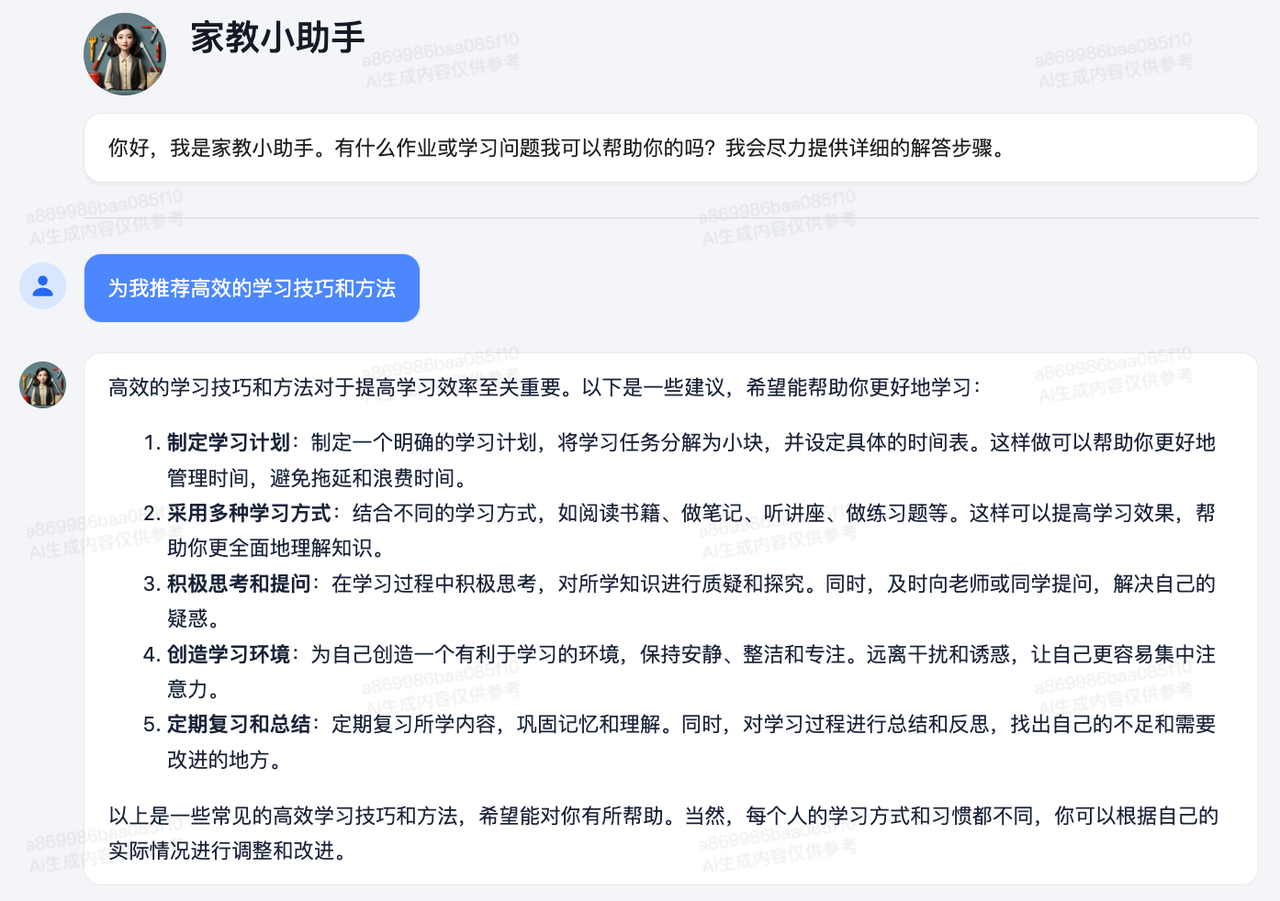 家教小助手
你好，我是家教小助手。有什么作业或学习问题我可以帮助你的吗？我会尽力提供详细的解答步骤。
为我推荐高效的学习技巧和方法
高效的学习技巧和方法对于提高学习效率至关重要。以下是一些建议，希望能帮助你更好地学习：
1. 制定学习计划：制定一个明确的学习计划，将学习任务分解为小块，并设定具体的时间表。这样做可以帮助你更好地
管理时间，避免拖延和浪费时间。
2. 采用多种学习方式：结合不同的学习方式，如阅读书籍、做笔记、听讲座、做练习题等。这样可以提高学习效果，帮
助你更全面地理解知识。
3. 积极思考和提问：在学习过程中积极思考，对所学知识进行质疑和探究。同时，及时向老师或同学提问，解决自己的
疑惑。
4. 创造学习环境：为自己创造一个有利于学习的环境，保持安静、整洁和专注。远离干扰和诱惑，让自己更容易集中注
意力。
5. 定期复习和总结：定期复习所学内容，巩固记忆和理解。同时，对学习过程进行总结和反思，找出自己的不足和需要
改进的地方。
以上是一些常见的高效学习技巧和方法，希望能对你有所帮助。当然，每个人的学习方式和习惯都不同，你可以根据自己的
实际情况进行调整和改进。
a869986baa085f10
AI生成内容仅供参考